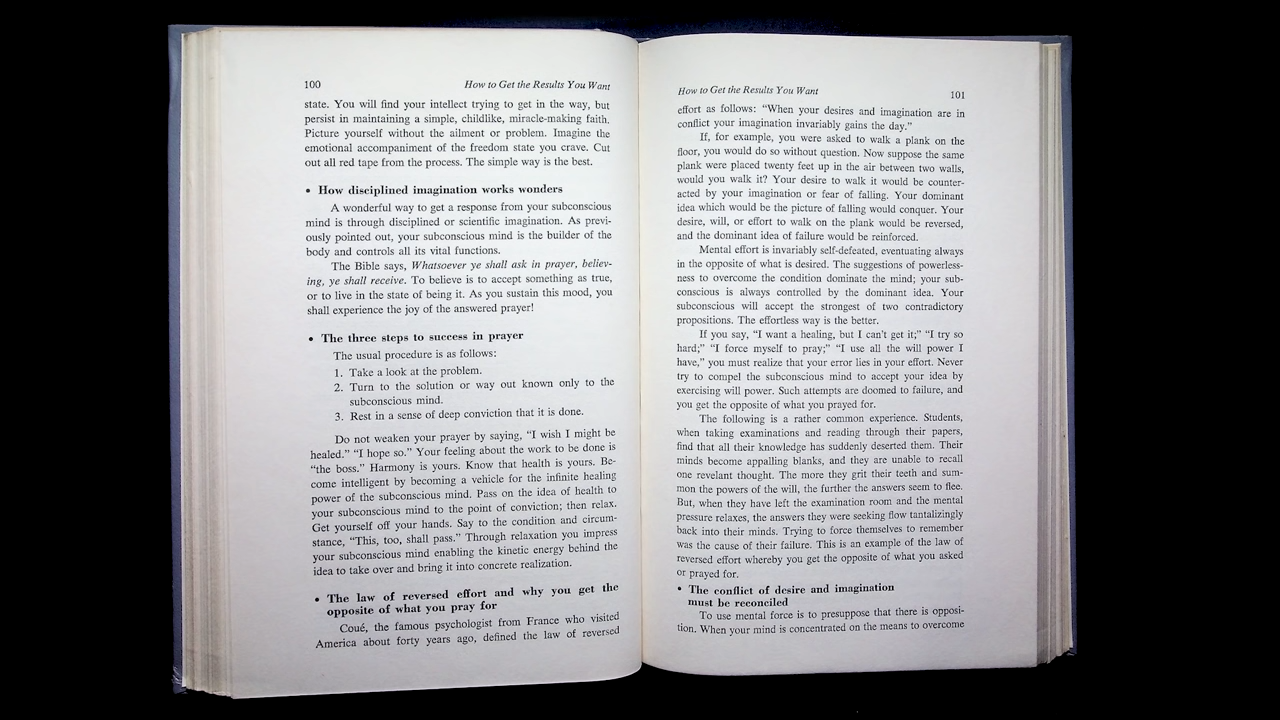 100
How to Get the Results You Want
state. You will find your intellect trying to get in the way, but
persist in maintaining a simple, childlike, miracle-making faith.
Picture yourself without the ailment or problem. Imagine the
emotional accompaniment of the freedom state you crave. Cut
out all red tape from the process. The simple way is the best.
• How disciplined imagination works wonders
A wonderful way to get a response from your subconscious
mind is through disciplined or scientific imagination. As previ-
ously pointed out, your subconscious mind is the builder of the
body and controls all its vital functions.
The Bible says, Whatsoever ye shall ask in prayer, believ-
ing, ye shall receive. To believe is to accept something as true,
or to live in the state of being it. As you sustain this mood, you
shall experience the joy of the answered prayer!
• The three steps to success in prayer
The usual procedure is as follows:
1. Take a look at the problem.
2. Turn to the solution or way out known only to the
subconscious mind.
3. Rest in a sense of deep conviction that it is done.
Do not weaken your prayer by saying, “I wish I might be
healed.” “I hope so.” Your feeling about the work to be done is
“the boss.” Harmony is yours. Know that health is yours. Be-
come intelligent by becoming a vehicle for the infinite healing
power of the subconscious mind. Pass on the idea of health to
your subconscious mind to the point of conviction; then relax.
Get yourself off your hands. Say to the condition and circum-
stance, “This, too, shall pass.” Through relaxation you impress
your subconscious mind enabling the kinetic energy behind the
idea to take over and bring it into concrete realization.
• The law of reversed effort and why you get the
opposite of what you pray for
Coué, the famous psychologist from France who visited
America about forty years ago, defined the law of reversed
How to Get the Results You Want
101
effort as follows: “When your desires and imagination are in
conflict your imagination invariably gains the day.”
If, for example, you were asked to walk a plank on the
floor, you would do so without question. Now suppose the same
plank were placed twenty feet up in the air between two walls,
would you walk it? Your desire to walk it would be counter-
acted by your imagination or fear of falling. Your dominant
idea which would be the picture of falling would conquer. Your
desire, will, or effort to walk on the plank would be reversed,
and the dominant idea of failure would be reinforced.
Mental effort is invariably self-defeated, eventuating always
in the opposite of what is desired. The suggestions of powerless-
ness to overcome the condition dominate the mind; your sub-
conscious is always controlled by the dominant idea. Your
subconscious will accept the strongest of two contradictory
propositions. The effortless way is the better.
If you say, “I want a healing, but I can't get it;” “I try so
hard;” “I force myself to pray;” “I use all the will power I
have,” you must realize that your error lies in your effort. Never
try to compel the subconscious mind to accept your idea by
exercising will power. Such attempts are doomed to failure, and
you get the opposite of what you prayed for.
The following is a rather common experience. Students,
when taking examinations and reading through their papers,
find that all their knowledge has suddenly deserted them. Their
minds become appalling blanks, and they are unable to recall
one revelant thought. The more they grit their teeth and sum-
mon the powers of the will, the further the answers seem to flee.
But, when they have left the examination room and the mental
pressure relaxes, the answers they were seeking flow tantalizingly
back into their minds. Trying to force themselves to remember
was the cause of their failure. This is an example of the law of
reversed effort whereby you get the opposite of what you asked
or prayed for.
• The conflict of desire and imagination
must be reconciled
To use mental force is to presuppose that there is opposi-
tion. When your mind is concentrated on the means to overcome